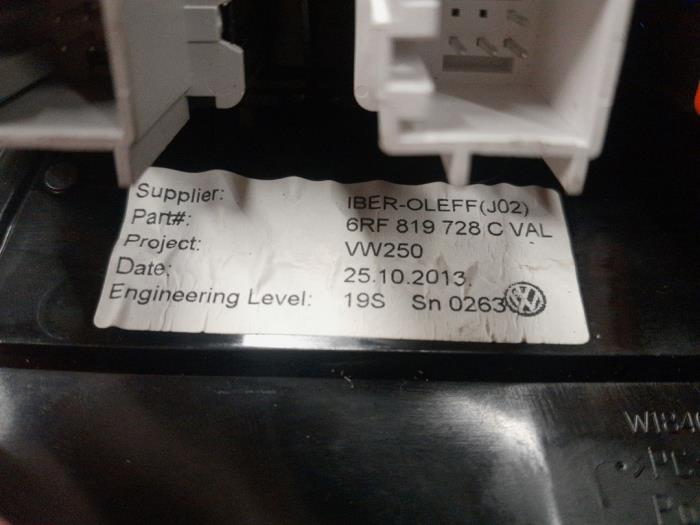 Supplier: IBER-OLEFF(J02)
Part#: 6RF 819 728 C VAL
Project: VW250
Date: 25.10.2013.
Engineering Level: 19S Sn 0263